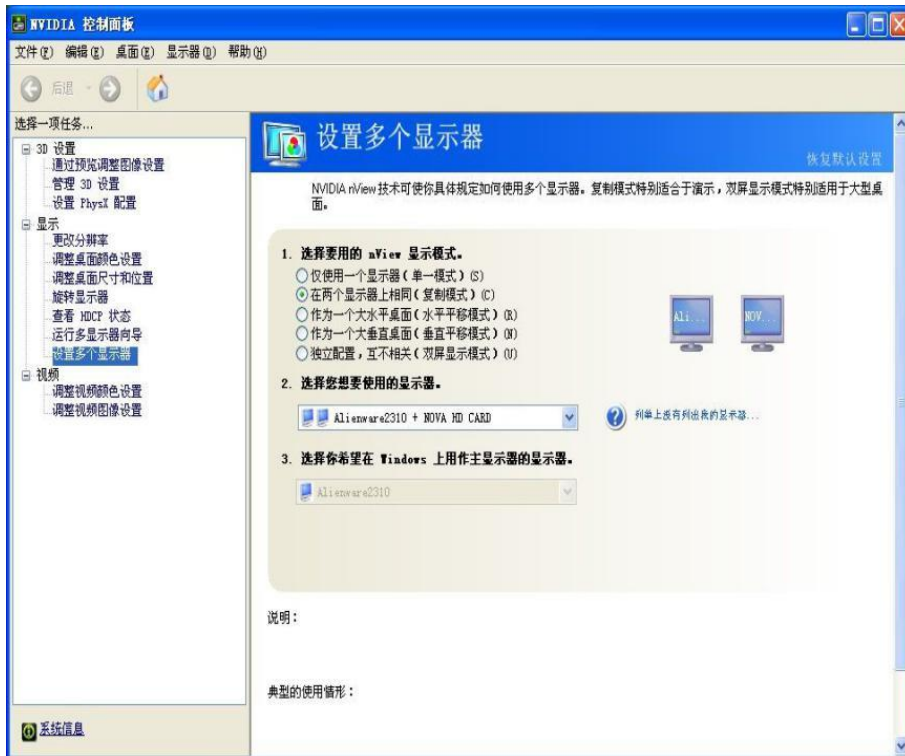 NVIDIA 控制面板
文件(F) 编辑(E) 桌面(E) 显示器(D) 帮助(H)
后退
选择一项任务...
3D 设置
通过预览调整图像设置
管理 3D 设置
设置 PhysX 配置
显示
更改分辨率
调整桌面颜色设置
调整桌面尺寸和位置
旋转显示器
查看 HDCP 状态
运行多显示器向导
设置多个显示器
视频
调整视频颜色设置
调整视频图像设置
系统信息
设置多个显示器
恢复默认设置
NVIDIA nView 技术可使你具体规定如何使用多个显示器。复制模式特别适合于演示，双屏显示模式特别适用于大型桌
面。
1. 选择要用的 nView 显示模式。
仅使用一个显示器(单一模式)(S)
在两个显示器上相同(复制模式)(C)
作为一个大水平桌面(水平平移模式)(R)
作为一个大垂直桌面(垂直平移模式)(N)
独立配置，互不相关(双屏显示模式)(U)
Ali...
NOV...
2. 选择您想要使用的显示器。
Alienware2310 + NOVA HD CARD
列单上没有列出我的显示器...
3. 选择你希望在 Windows 上用作主显示器的显示器。
Alienware2310
说明：
典型的使用情形：